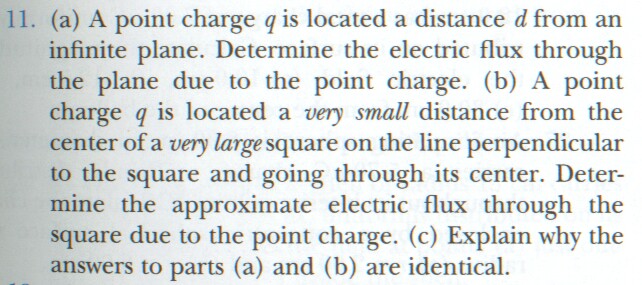 11. (a) A point charge q is located a distance d from an
infinite plane. Determine the electric flux through
the plane due to the point charge. (b) A point
charge q is located a very small distance from the
center of a very large square on the line perpendicular
to the square and going through its center. Deter-
mine the approximate electric flux through the
square due to the point charge. (c) Explain why the
answers to parts (a) and (b) are identical.